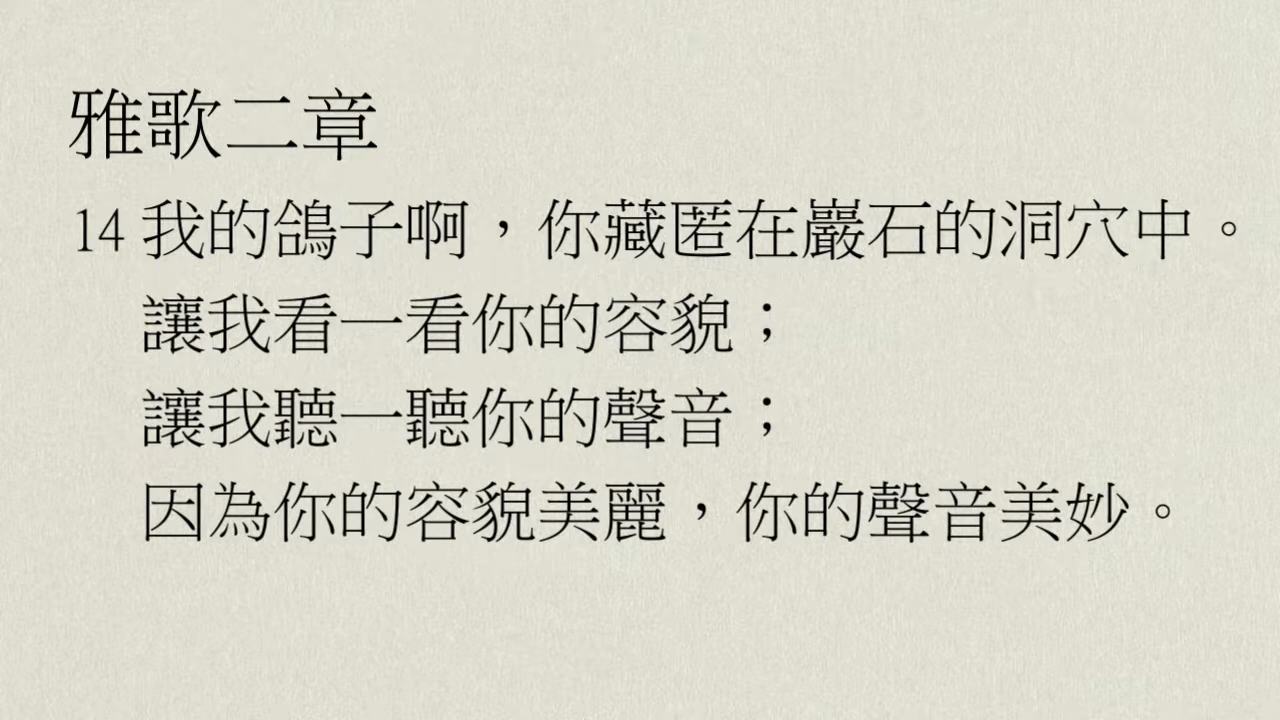 雅歌二章
14 我的鴿子啊，你藏匿在巖石的洞穴中。
讓我看一看你的容貌；
讓我聽一聽你的聲音；
因為你的容貌美麗，你的聲音美妙。